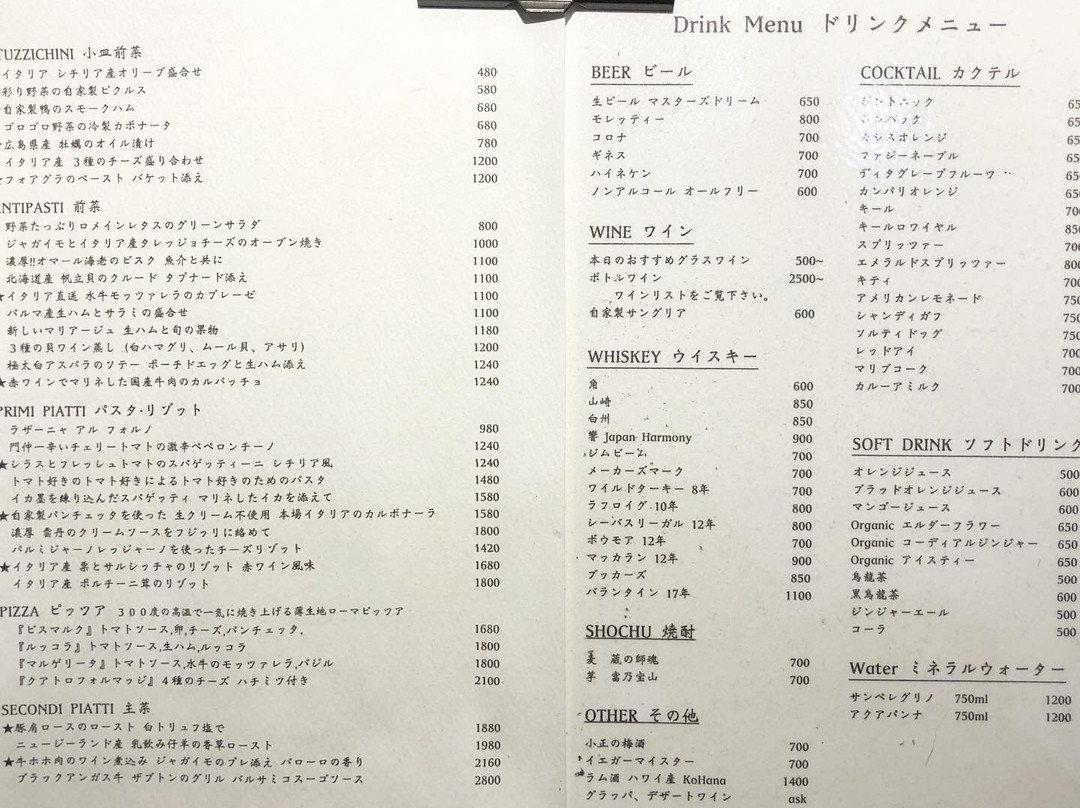 TUZZICHINI 小皿前菜
イタリア シチリア産オリーブ盛合せ 480
彩り野菜の自家製ピクルス 580
自家製鴨のスモークハム 680
ゴロゴロ野菜の冷製カポナータ 680
広島県産 牡蠣のオイル漬け 780
イタリア産 3種のチーズ盛り合わせ 1200
フォアグラのペースト バケット添え 1200
NTIPASTI 前菜
野菜たっぷりロメインレタスのグリーンサラダ 800
ジャガイモとイタリア産タレッジョチーズのオーブン焼き 1000
濃厚!!オマール海老のビスク 魚介と共に 1100
北海道産 帆立貝のクルード タプナード添え 1100
★イタリア直送 水牛モッツァレラのカプレーゼ 1100
パルマ産生ハムとサラミの盛合せ 1100
新しいマリアージュ 生ハムと旬の果物 1180
3種の貝ワイン蒸し (白ハマグリ、ムール貝、アサリ) 1200
極太白アスパラのソテー ポーチドエッグと生ハム添え 1240
★赤ワインでマリネした国産牛肉のカルパッチョ 1240
PRIMI PIATTI パスタ·リゾット
ラザーニャ アル フォルノ 980
門仲一辛いチェリートマトの激辛ペペロンチーノ 1240
★シラスとフレッシュトマトのスパゲッティーニ シチリア風 1240
トマト好きのトマト好きによるトマト好きのためのパスタ 1480
イカ墨を練り込んだスパゲッティ マリネしたイカを添えて 1580
★自家製パンチェッタを使った 生クリーム不使用 本場イタリアのカルボナーラ 1580
濃厚 雲丹のクリームソースをフジッリに絡めて 1800
パルミジャーノレッジャーノを使ったチーズリゾット 1420
★イタリア産 栗とサルシッチャのリゾット 赤ワイン風味 1680
イタリア産 ポルチーニ茸のリゾット 1800
PIZZA ピッツア 300度の高温で一気に焼き上げる薄生地ローマピッツア
『ビスマルク』トマトソース,卵,チーズ,パンチェッタ, 1680
『ルッコラ』トマトソース,生ハム,ルッコラ 1800
『マルゲリータ』トマトソース,水牛のモッツァレラ,バジル 1800
『クアトロフォルマッジ』4種のチーズ ハチミツ付き 2100
SECONDI PIATTI 主菜
★豚肩ロースのロースト 白トリュフ塩で 1880
ニュージーランド産 乳飲み仔羊の香草ロースト 1980
★牛ホホ肉のワイン煮込み ジャガイモのプレ添え バローロの香り 2160
ブラックアンガス牛 ザブトンのグリル バルサミコスーゴソース 2800
Drink Menu ドリンクメニュー
BEER ビール
生ビール マスターズドリーム 650
モレッティー 800
コロナ 700
ギネス 700
ハイネケン 700
ノンアルコール オールフリー 600
WINE ワイン
本日のおすすめグラスワイン 500~
ボトルワイン 2500~
ワインリストをご覧下さい。
自家製サングリア 600
WHISKEY ウイスキー
角 600
山崎 850
白州 850
響 Japan Harmony 900
ジムビーム 700
メーカーズマーク 700
ワイルドターキー 8年 700
ラフロイグ 10年 800
シーバスリーガル 12年 800
ボウモア 12年 700
マッカラン 12年 900
ブッカーズ 850
バランタイン 17年 1100
SHOCHU 焼酎
麦 蔵の師魂 700
芋 富乃宝山 700
OTHER その他
小正の梅酒 700
イエガーマイスター 700
ラム酒 ハワイ産 KoHana 1400
グラッパ、デザートワイン ask
COCKTAIL カクテル
ジントニック 65
65
オレンジ 65
ファジーネーブル 65
ディタグレープフルーツ 65
カンパリオレンジ 65
キール 70
キールロワイヤル 85
スプリッツァー 70
エメラルドスプリッツァー 80
キティ 70
アメリカンレモネード 75
シャンディガフ 75
ソルティドッグ 75
レッドアイ 70
マリブコーク 70
カルーアミルク 70
SOFT DRINK ソフトドリンク
オレンジジュース 500
ブラッドオレンジジュース 600
マンゴージュース 600
Organic エルダーフラワー 650
Organic コーディアルジンジャー 650
Organic アイスティー 650
烏龍茶 500
黒烏龍茶 600
ジンジャーエール 500
コーラ 500
Water ミネラルウォーター
サンペレグリノ 750ml 1200
アクアパンナ 750ml 1200